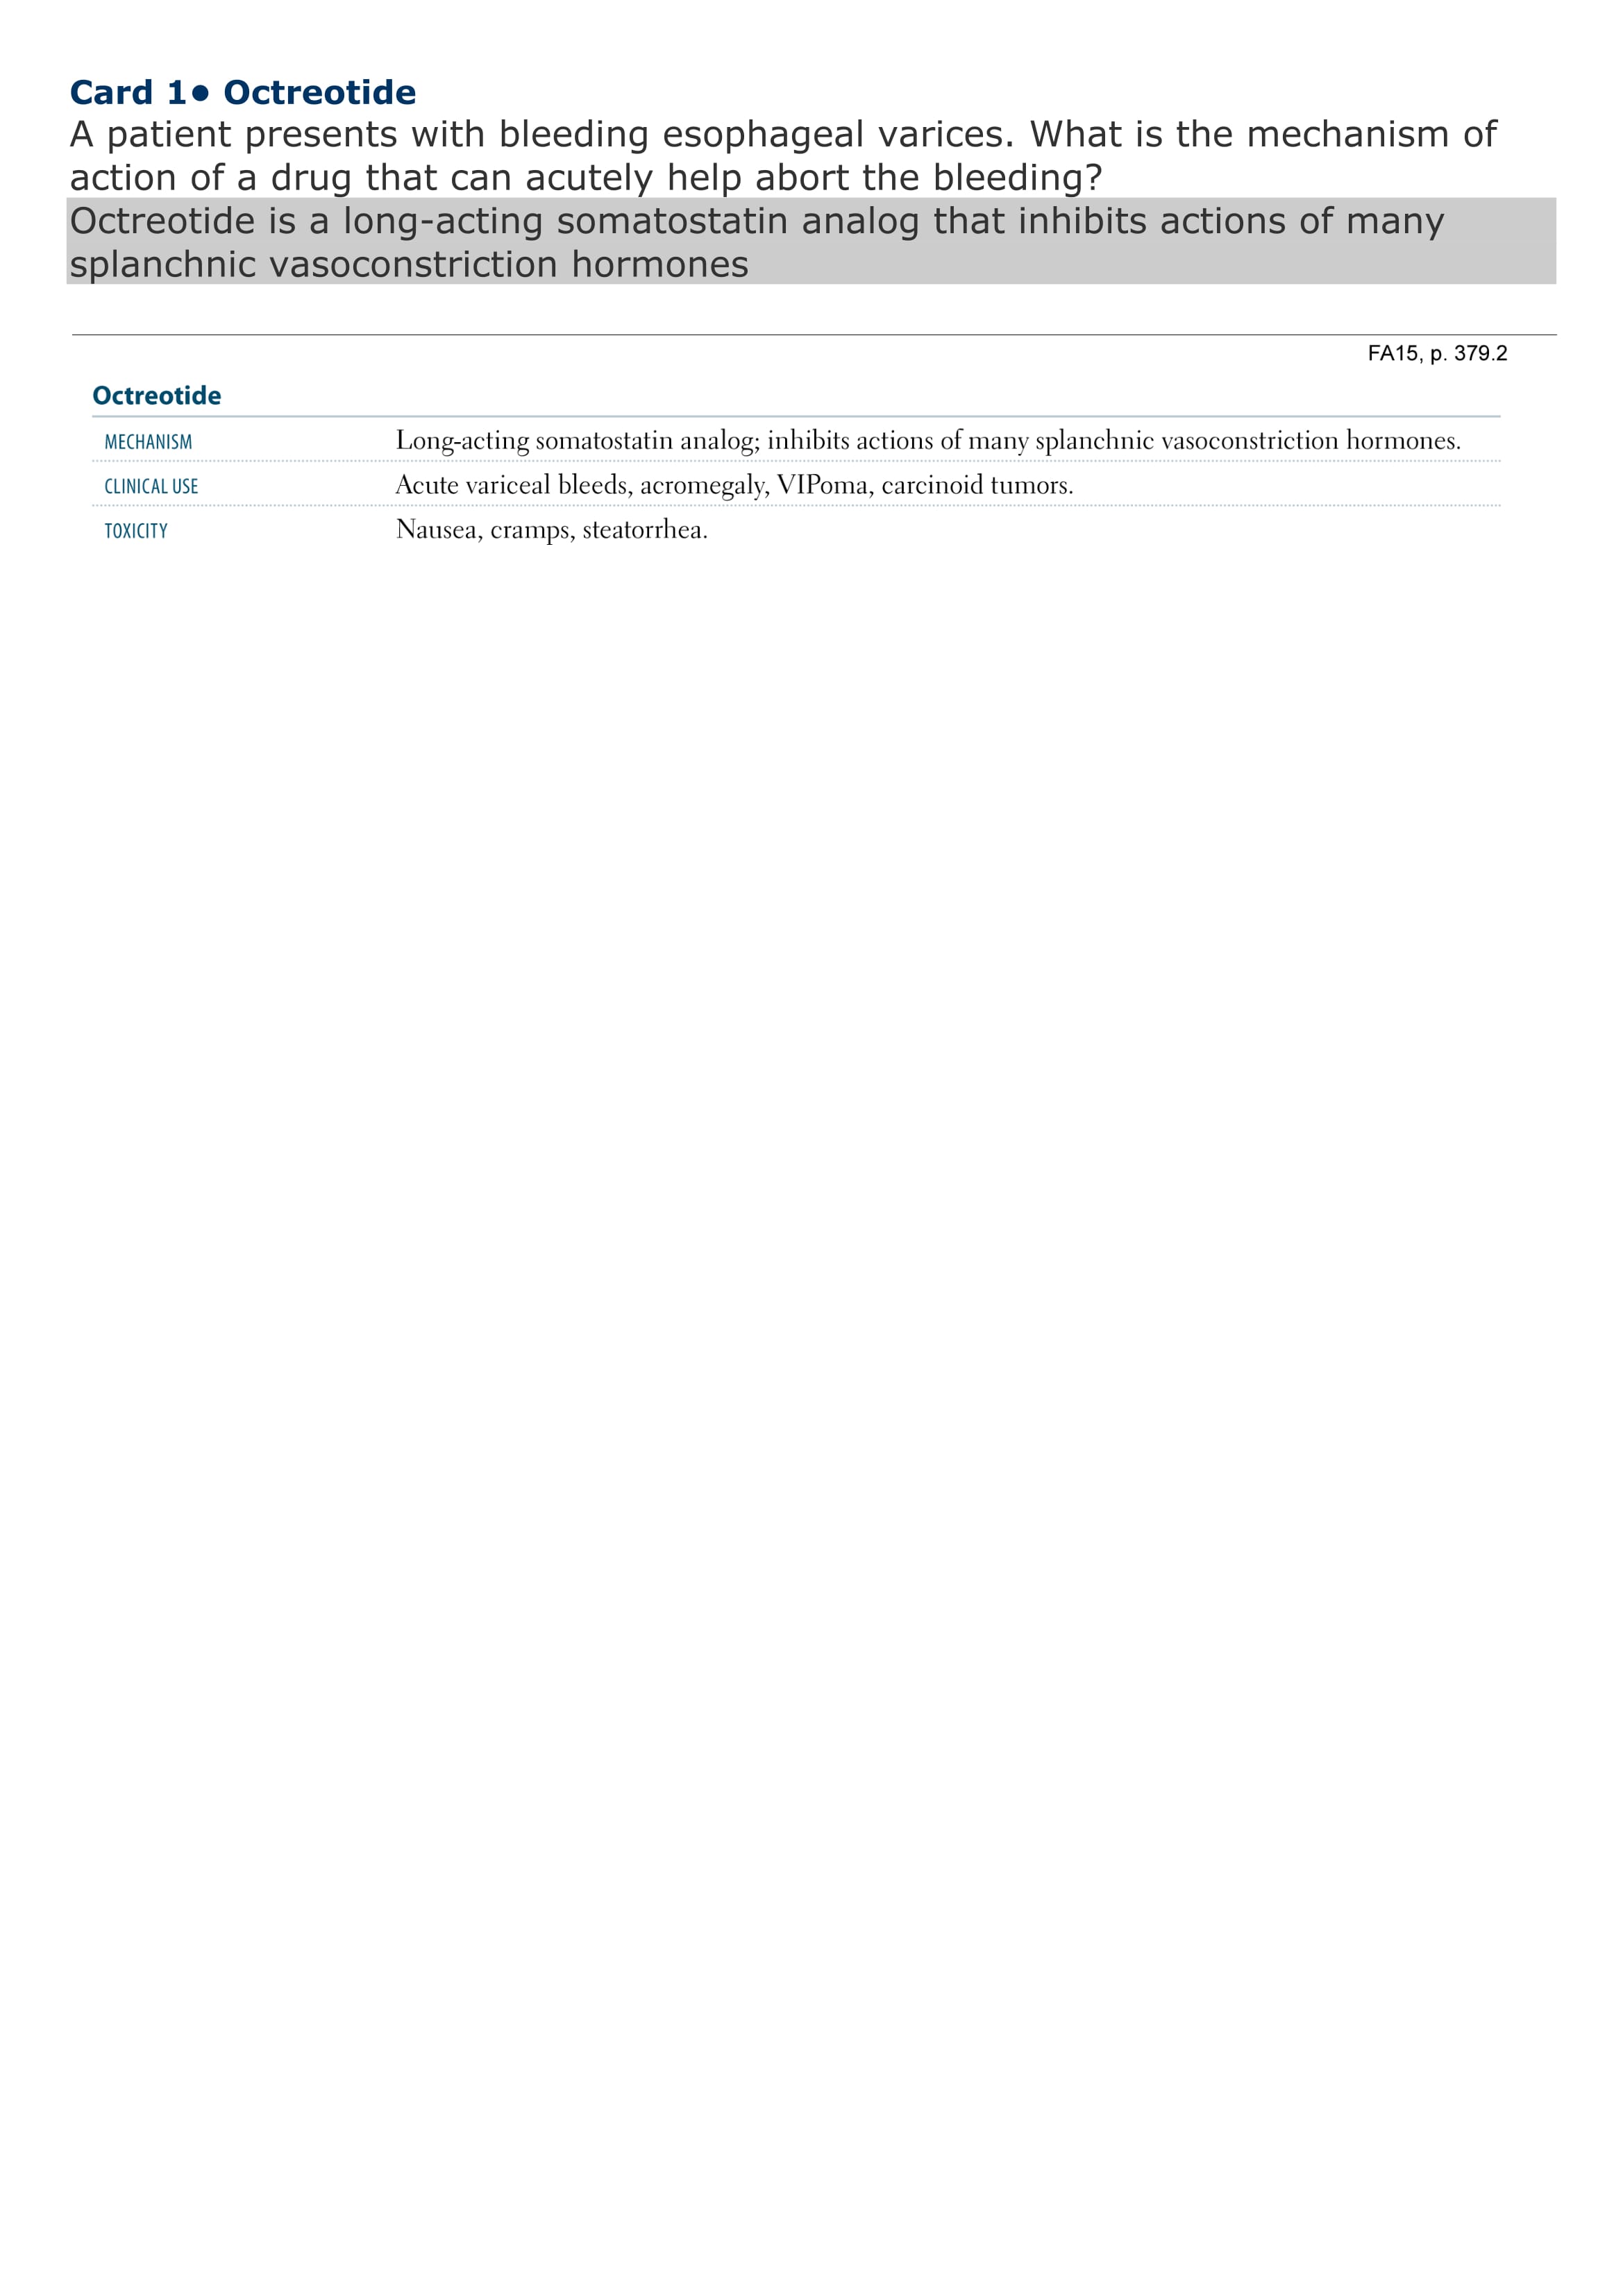 Card 1• Octreotide
A patient presents with bleeding esophageal varices. What is the mechanism of
action of a drug that can acutely help abort the bleeding?
Octreotide is a long-acting somatostatin analog that inhibits actions of many
splanchnic vasoconstriction hormones
FA15, p. 379.2
Octreotide
MECHANISM Long-acting somatostatin analog; inhibits actions of many splanchnic vasoconstriction hormones.
CLINICAL USE Acute variceal bleeds, acromegaly, VIPoma, carcinoid tumors.
TOXICITY Nausea, cramps, steatorrhea.